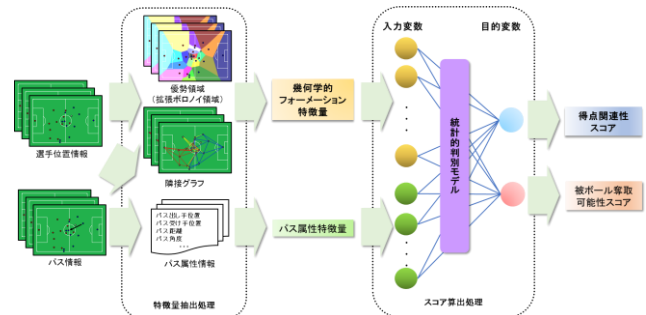 優勢領域
(拡張ボロノイ領域)
選手位置情報
隣接グラフ
パス情報
パス出し手位置
パス受け手位置
パス距離
パス角度
...
パス属性情報
特徴量抽出処理
幾何学的
フォーメーション
特徴量
パス属性特徴量
入力変数
目的変数
統計的判別モデル
スコア算出処理
得点関連性
スコア
被ボール奪取
可能性スコア